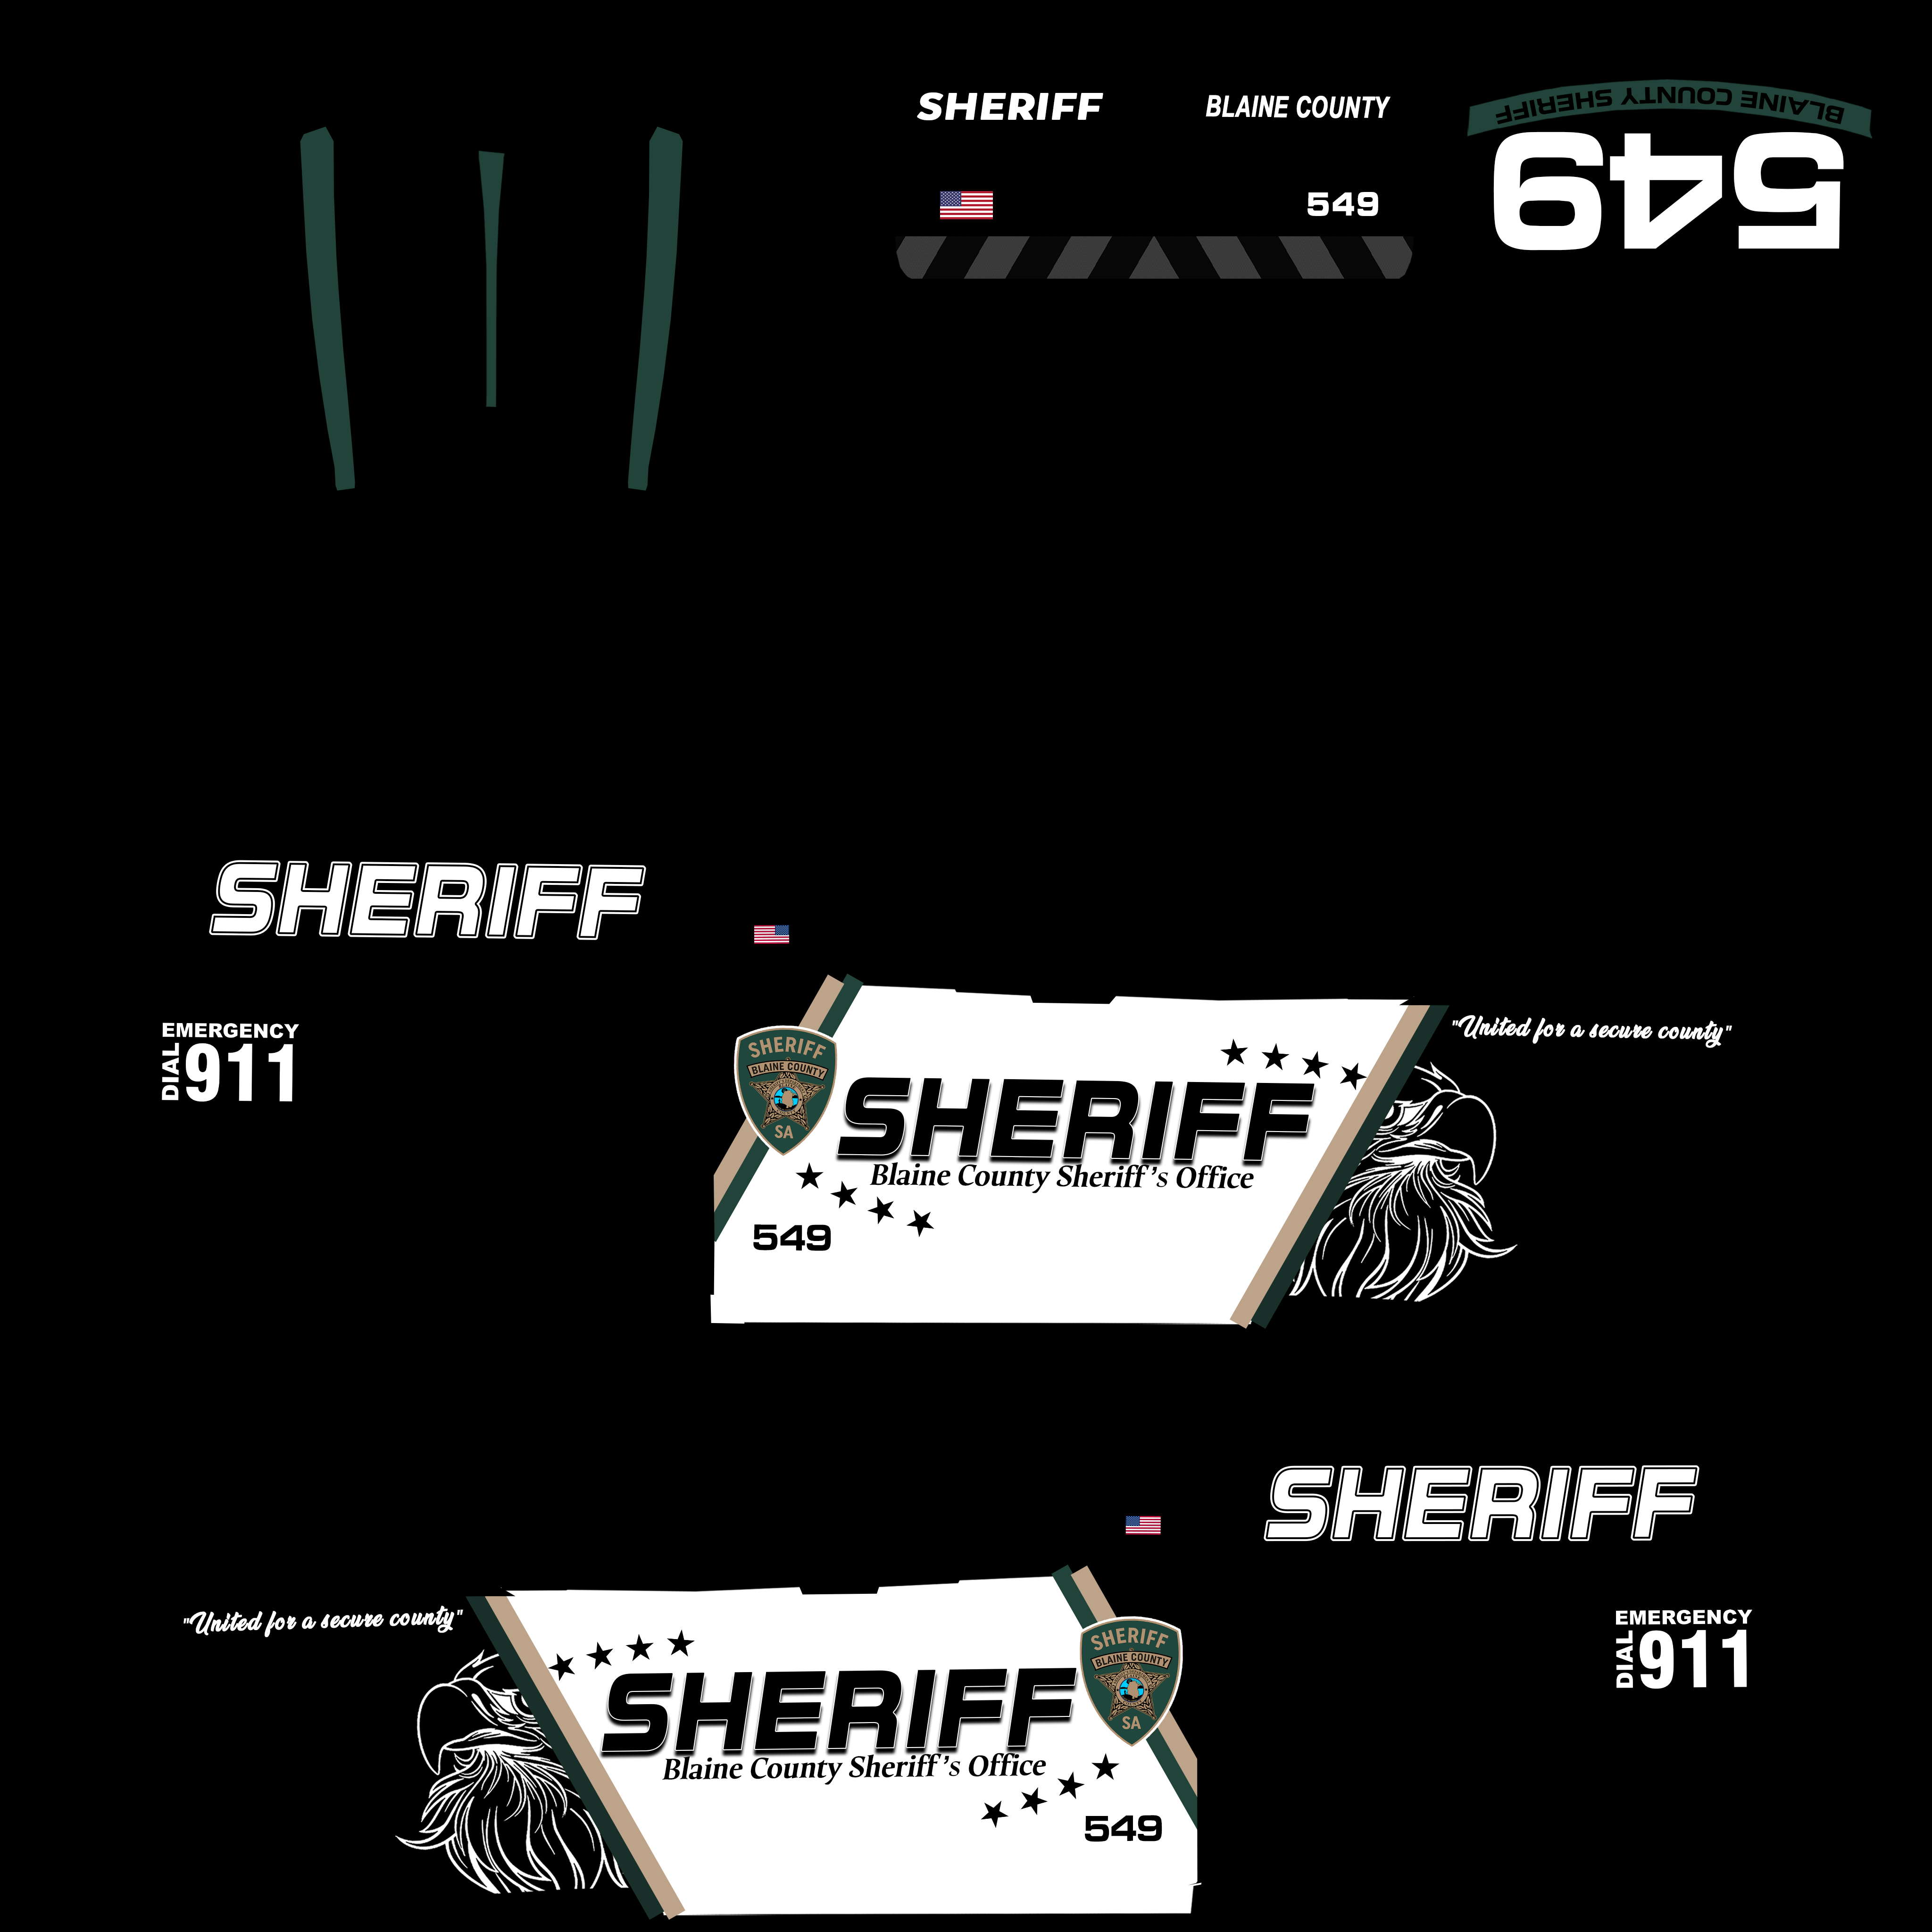 SHERIFF
BLAINE COUNTY
BLAINE COUNTY SHERIFF
549
549
SHERIFF
EMERGENCY
DIAL
911
"United for a secure county"
SHERIFF
BLAINE COUNTY
SA
SHERIFF
Blaine County Sheriff's Office
549
SHERIFF
"United for a secure county"
SHERIFF
Blaine County Sheriff's Office
SHERIFF
BLAINE COUNTY
SA
549
EMERGENCY
DIAL
911